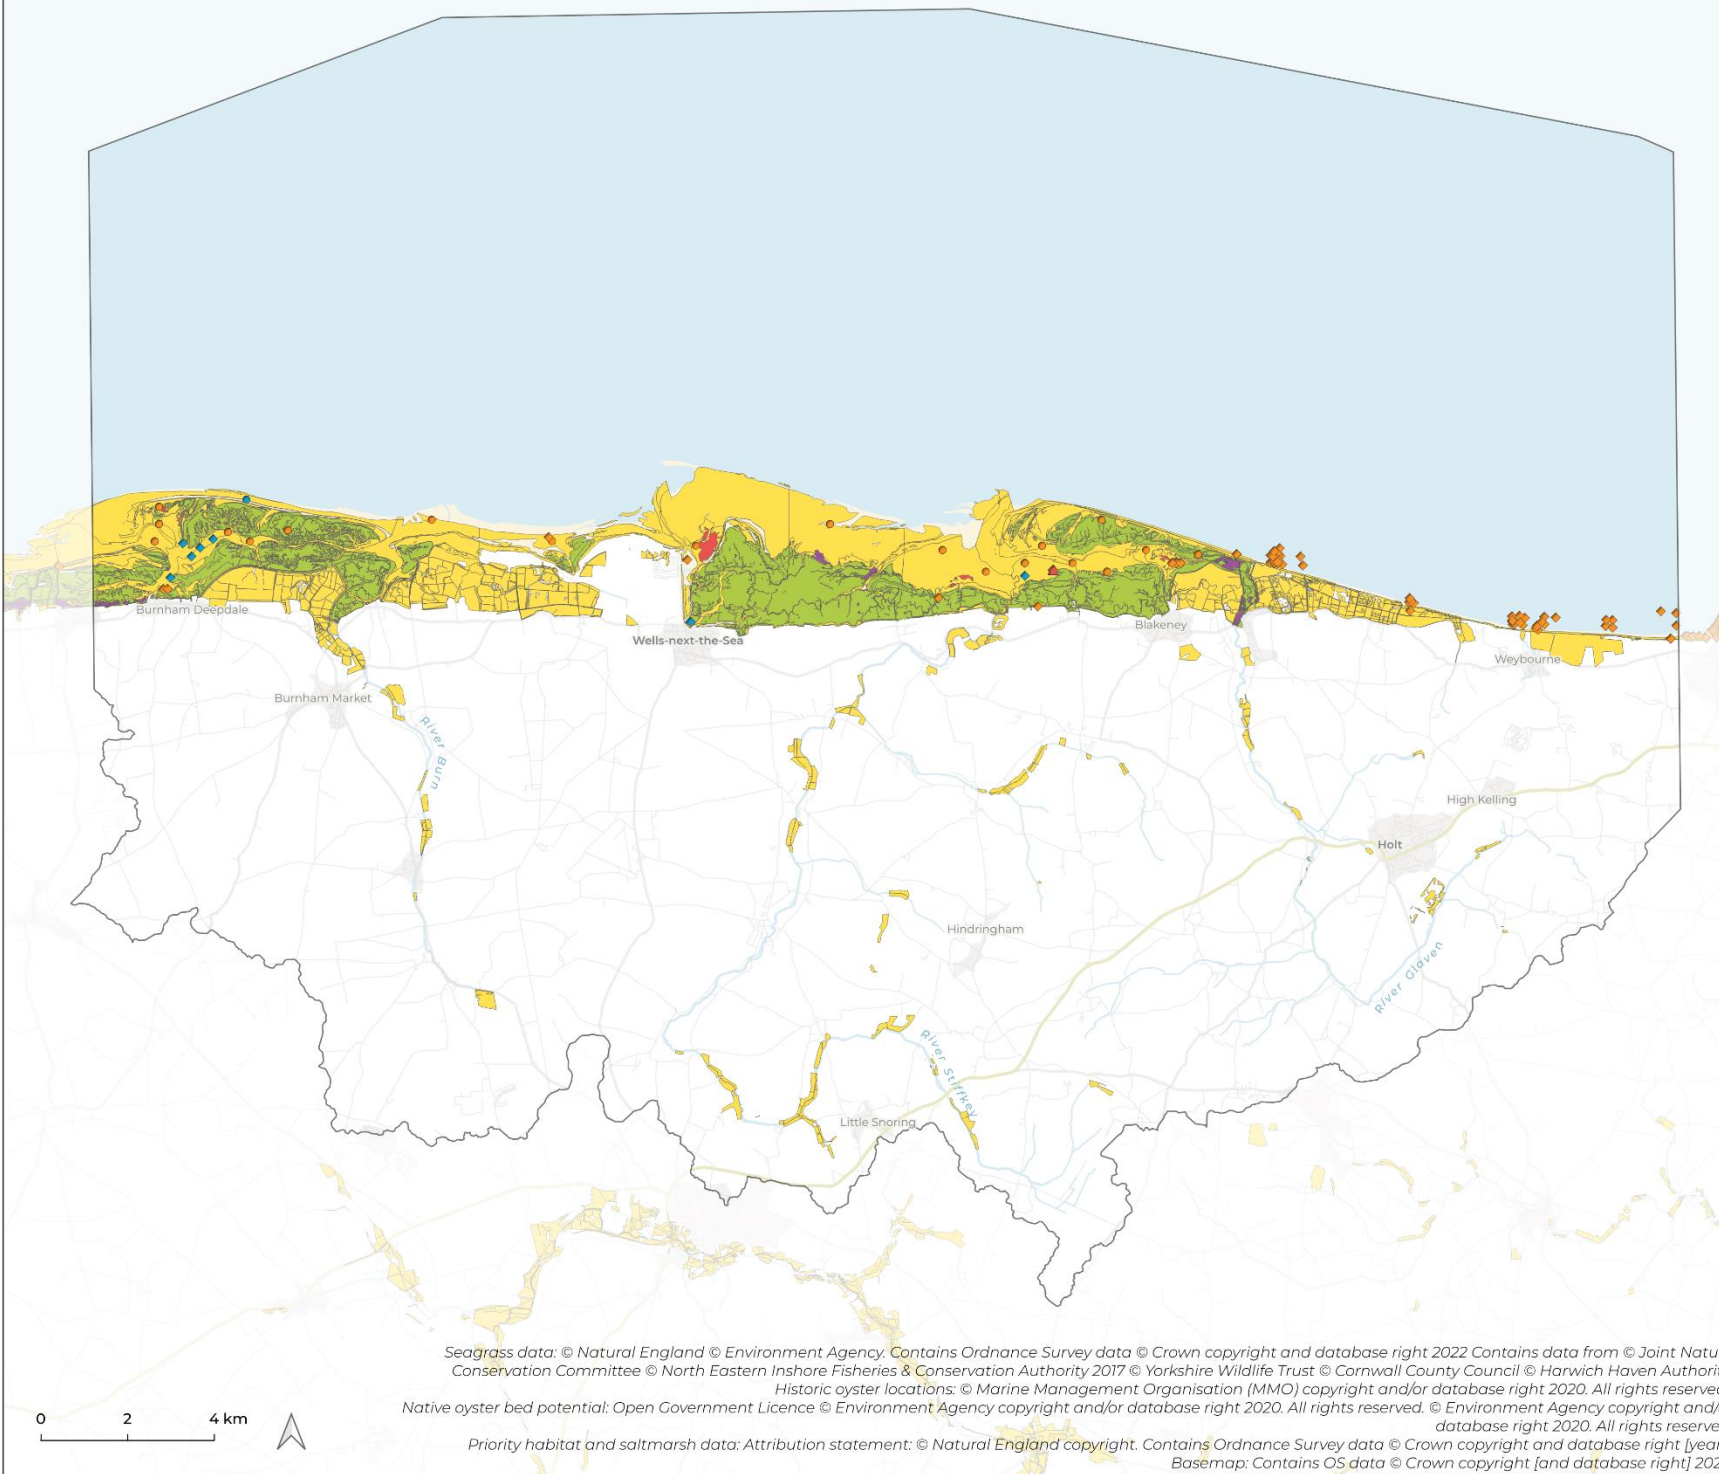 Burnham Deepdale
Wells-next-the-Sea
Blakeney
Weybourne
Burnham Market
River Burn
High Kelling
Holt
Hindringham
River Glaven
River Stiffkey
Little Snoring
Seagrass data: © Natural England © Environment Agency. Contains Ordnance Survey data © Crown copyright and database right 2022 Contains data from © Joint Natu
Conservation Committee © North Eastern Inshore Fisheries & Conservation Authority 2017 © Yorkshire Wildlife Trust © Cornwall County Council © Harwich Haven Authorit
Historic oyster locations: © Marine Management Organisation (MMO) copyright and/or database right 2020. All rights reserve
Native oyster bed potential: Open Government Licence © Environment Agency copyright and/or database right 2020. All rights reserved. © Environment Agency copyright and/
database right 2020. All rights reserve
Priority habitat and saltmarsh data: Attribution statement: © Natural England copyright. Contains Ordnance Survey data © Crown copyright and database right [year
Basemap: Contains OS data © Crown copyright [and database right] 202
0 2 4 km